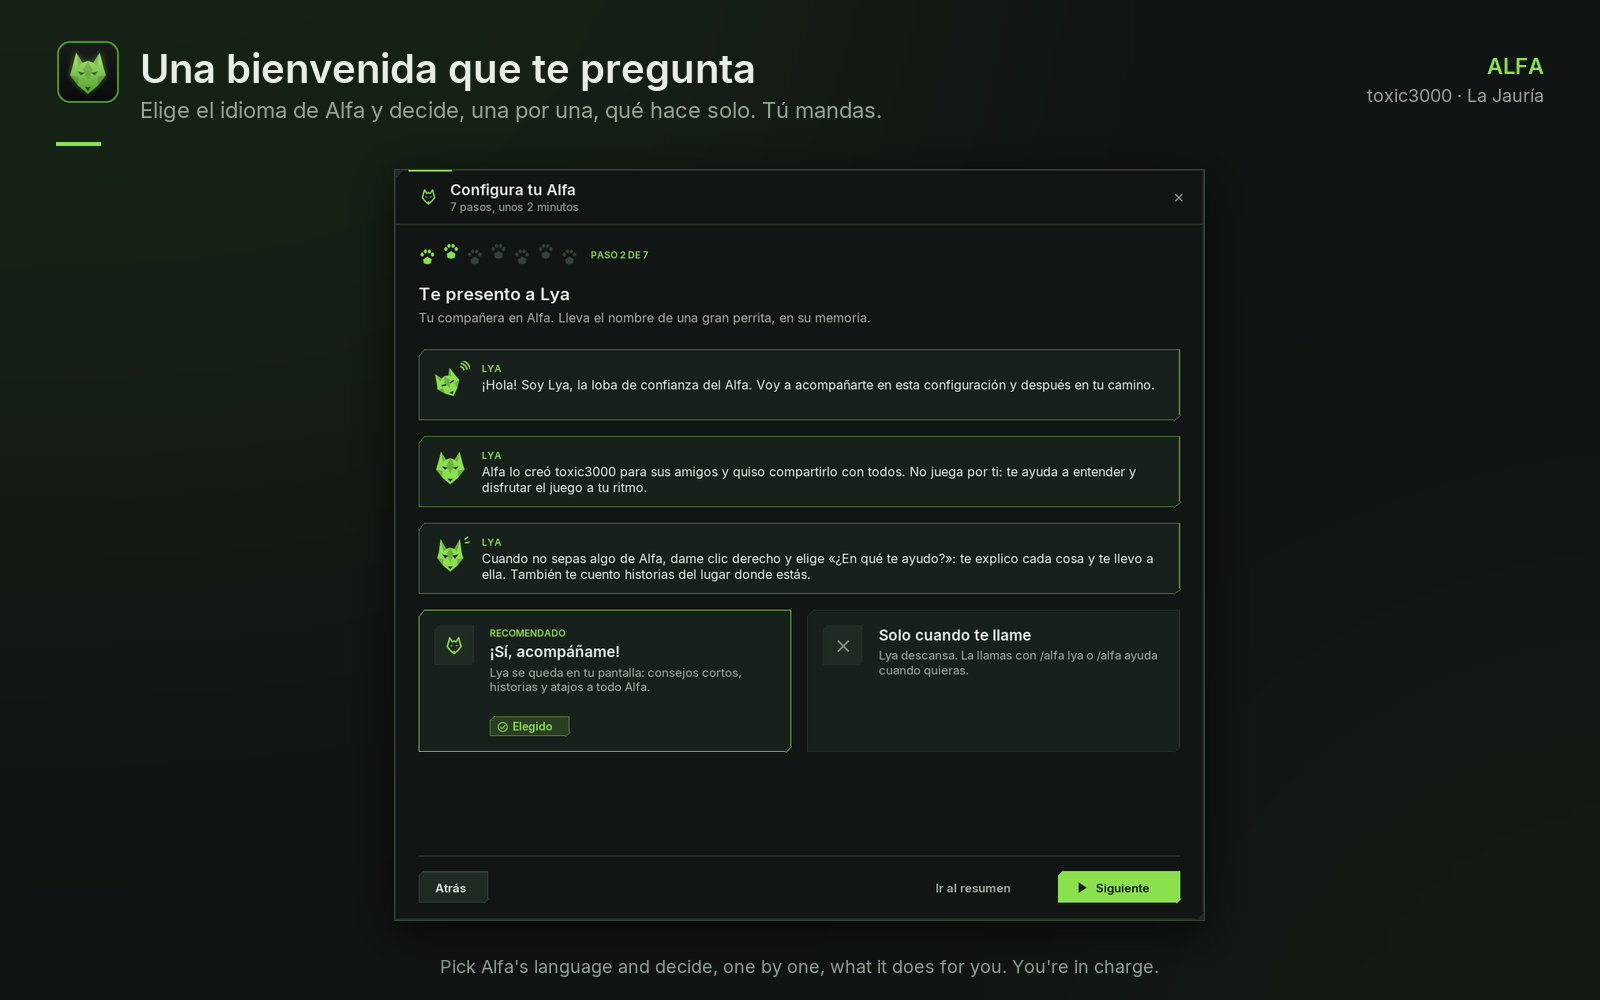 Una bienvenida que te pregunta
Elige el idioma de Alfa y decide, una por una, qué hace solo. Tú mandas.
ALFA
toxic3000 · La Jauría
Configura tu Alfa
7 pasos, unos 2 minutos
PASO 2 DE 7
Te presento a Lya
Tu compañera en Alfa. Lleva el nombre de una gran perrita, en su memoria.
LYA
¡Hola! Soy Lya, la loba de confianza del Alfa. Voy a acompañarte en esta configuración y después en tu camino.
LYA
Alfa lo creó toxic3000 para sus amigos y quiso compartirlo con todos. No juega por ti: te ayuda a entender y
disfrutar el juego a tu ritmo.
LYA
Cuando no sepas algo de Alfa, dame clic derecho y elige «¿En qué te ayudo?»: te explico cada cosa y te llevo a
ella. También te cuento historias del lugar donde estás.
RECOMENDADO
¡Sí, acompáñame!
Lya se queda en tu pantalla: consejos cortos,
historias y atajos a todo Alfa.
Elegido
Solo cuando te llame
Lya descansa. La llamas con /alfa lya o /alfa ayuda
cuando quieras.
Atrás
Ir al resumen
Siguiente
Pick Alfa's language and decide, one by one, what it does for you. You're in charge.